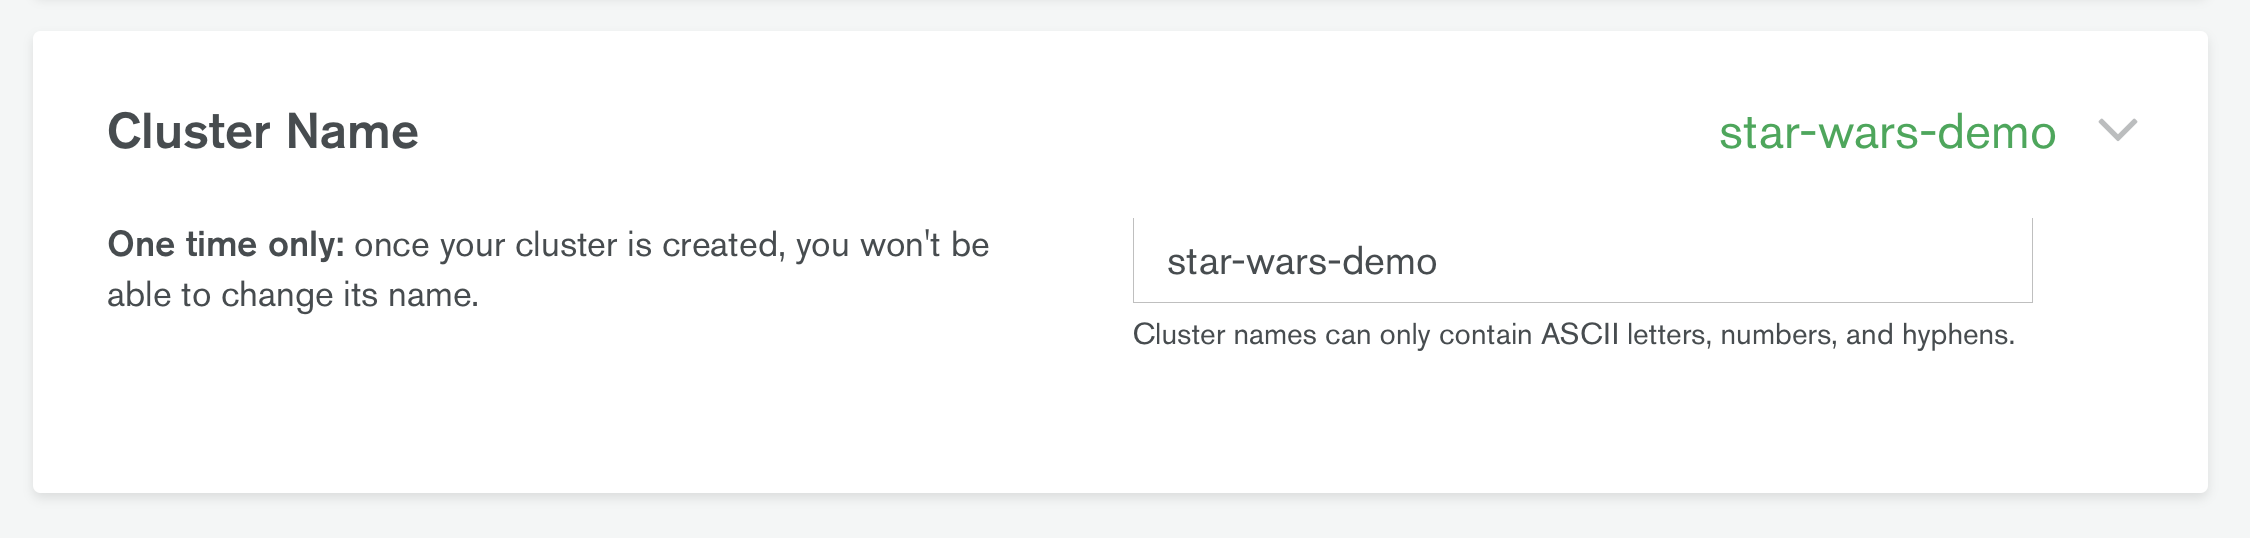 Cluster Name
star-wars-demo
One time only: once your cluster is created, you won't be
able to change its name.
star-wars-demo
Cluster names can only contain ASCII letters, numbers, and hyphens.